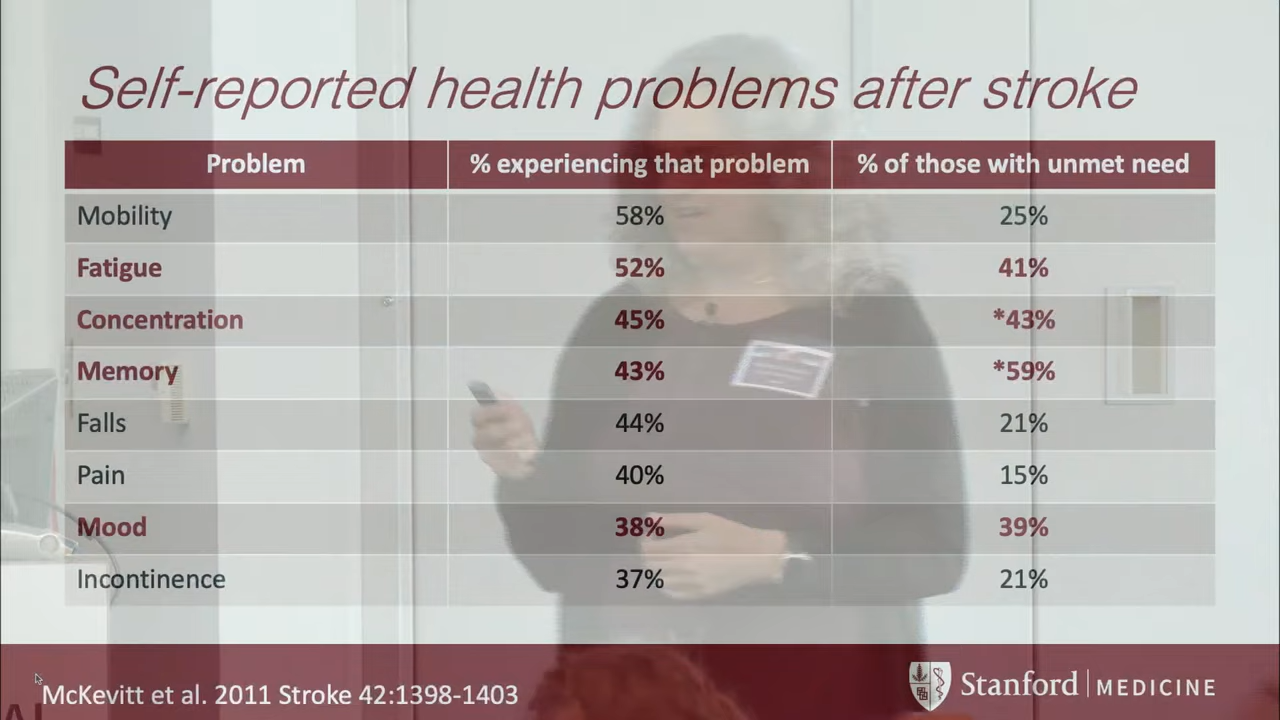 Self-reported health problems after stroke
Problem % experiencing that problem % of those with unmet need
Mobility 58% 25%
Fatigue 52% 41%
Concentration 45% *43%
Memory 43% *59%
Falls 44% 21%
Pain 40% 15%
Mood 38% 39%
Incontinence 37% 21%
McKevitt et al. 2011 Stroke 42:1398-1403
Stanford MEDICINE